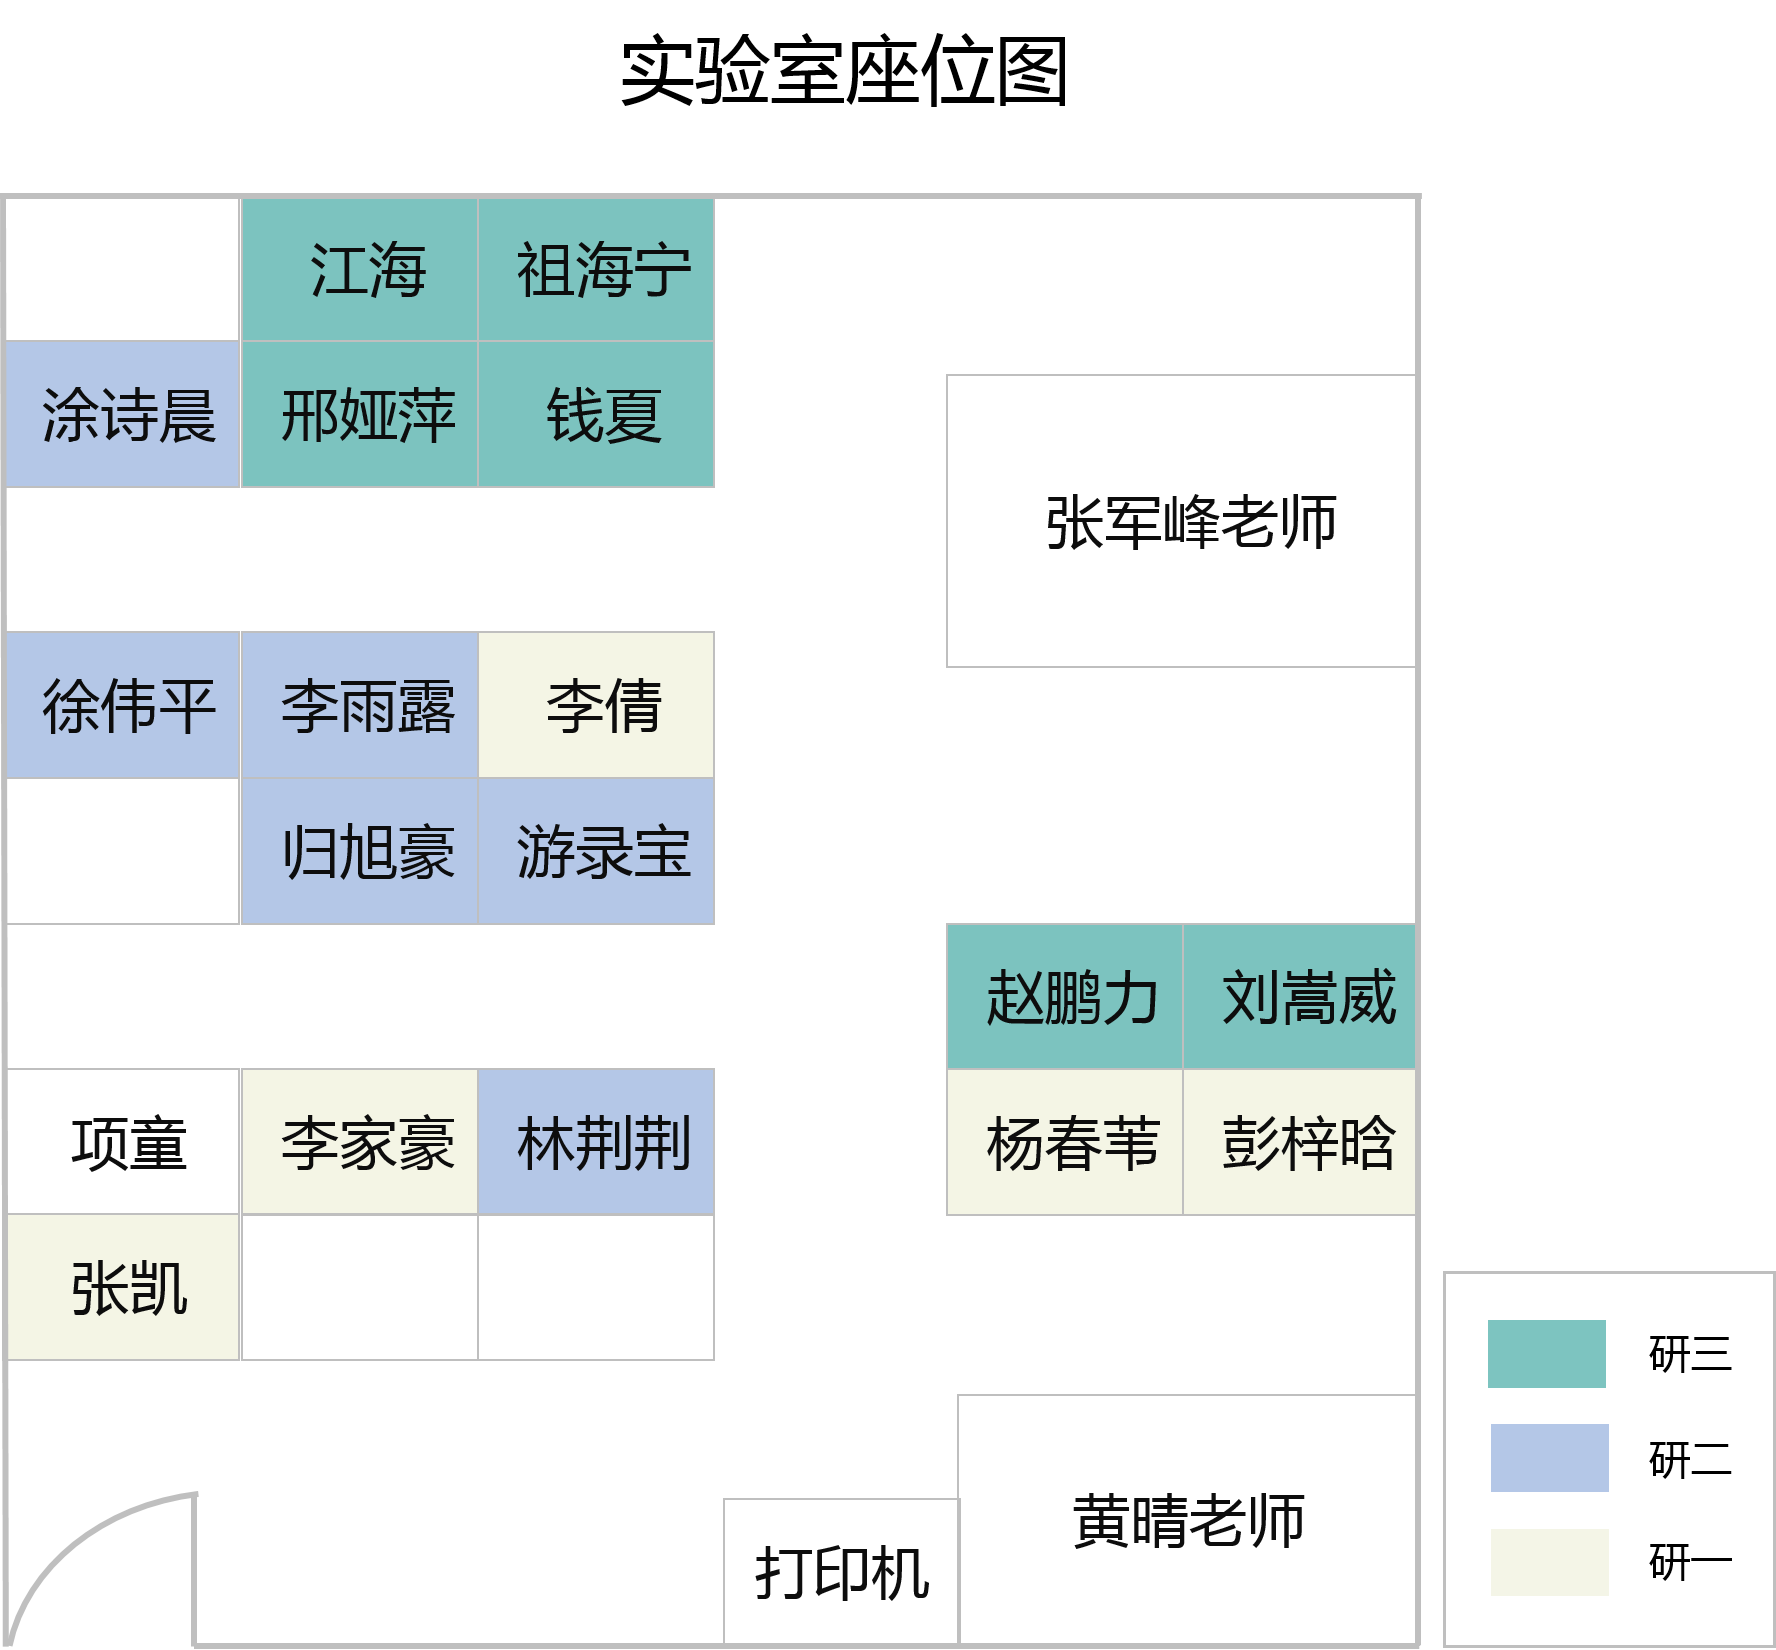 实验室座位图
江海 祖海宁
涂诗晨 邢娅萍 钱夏
张军峰老师
徐伟平 李雨露 李倩
归旭豪 游录宝
赵鹏力 刘嵩威
项童 李家豪 林荆荆 杨春苇 彭梓晗
张凯
研三
研二
黄晴老师
研一
打印机